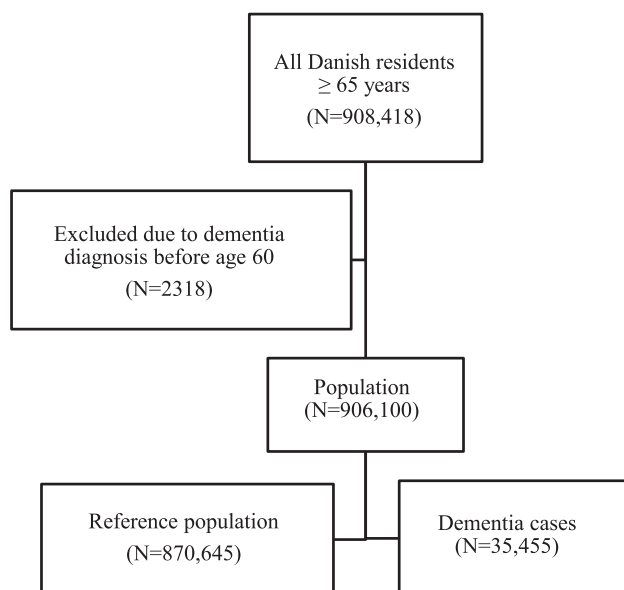 All Danish residents
≥ 65 years
(N=908,418)
Excluded due to dementia
diagnosis before age 60
(N=2318)
Population
(N=906,100)
Reference population
(N=870,645)
Dementia cases
(N=35,455)